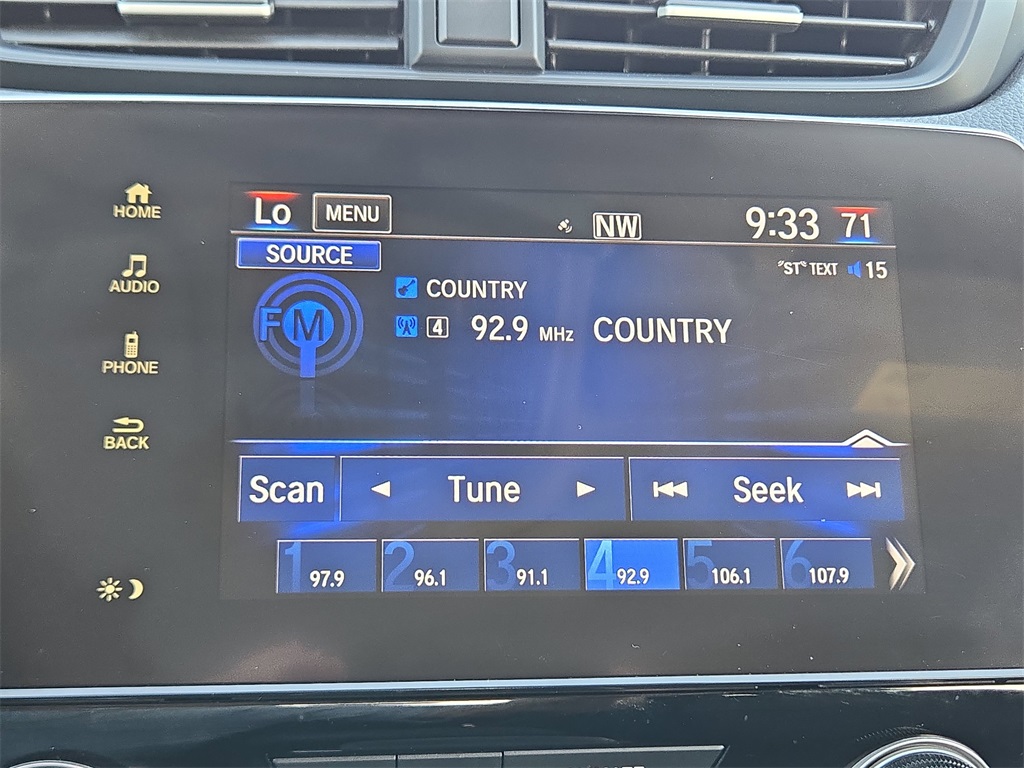 Lo MENU NW 9:33 71
HOME
SOURCE
"ST" TEXT 15
AUDIO
COUNTRY
FM
4 92.9 MHz COUNTRY
PHONE
BACK
Scan Tune Seek
1 97.9 2 96.1 3 91.1 4 92.9 5 106.1 6 107.9